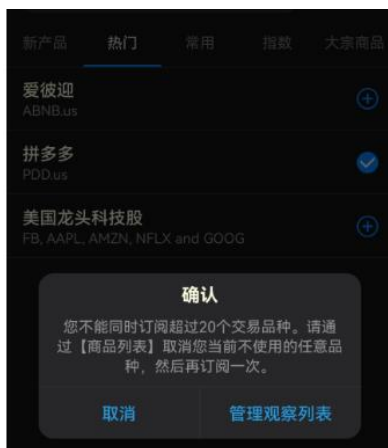 新产品 热门 常用 指数 大宗商品
爱彼迎
ABNB.us
拼多多
PDD.us
美国龙头科技股
FB, AAPL, AMZN, NFLX and GOOG
确认
您不能同时订阅超过20个交易品种。请通
过【商品列表】取消您当前不使用的任意品
种，然后再订阅一次。
取消 管理观察列表